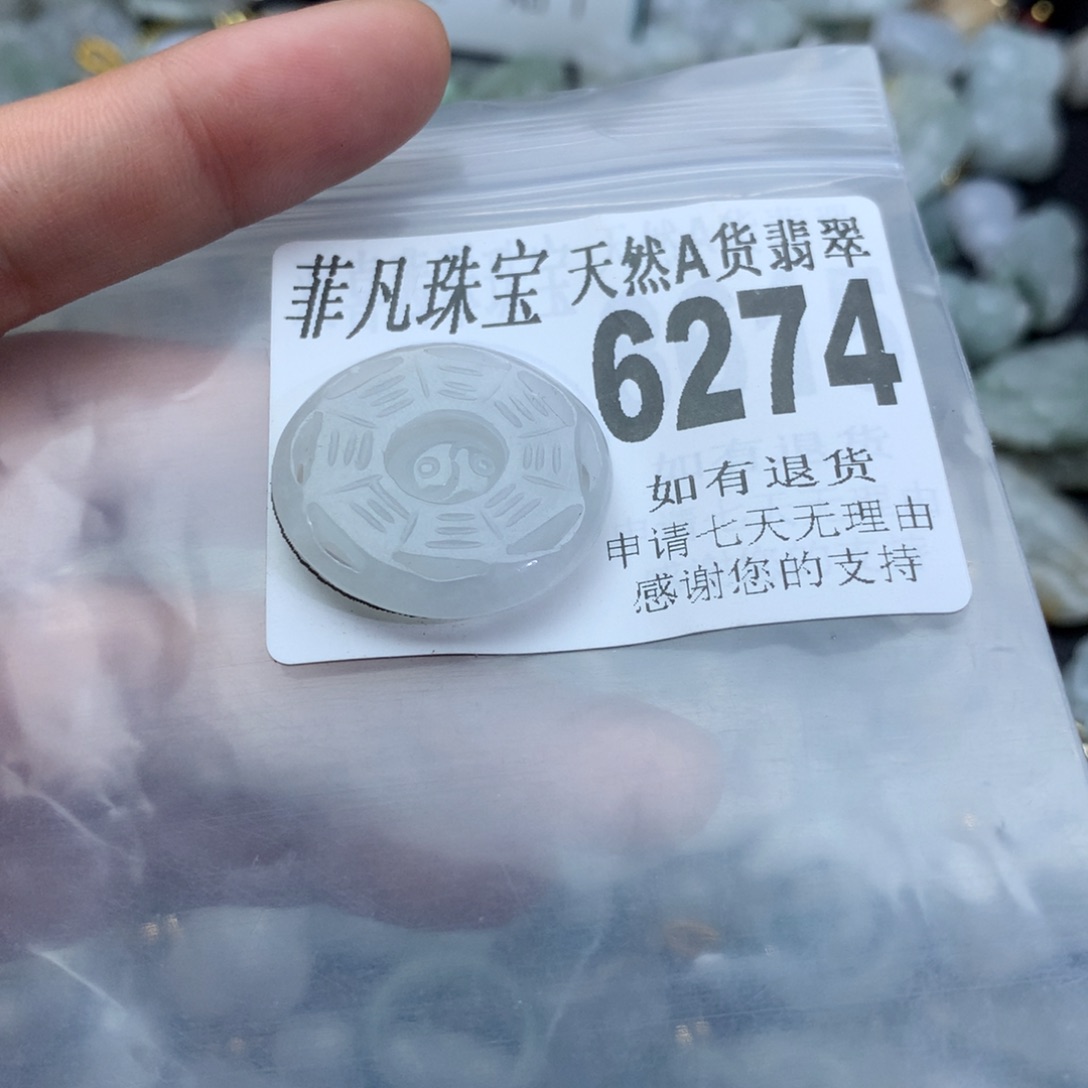 菲凡珠宝 天然A货翡翠
6274
如有退货
申请七天无理由
感谢您的支持